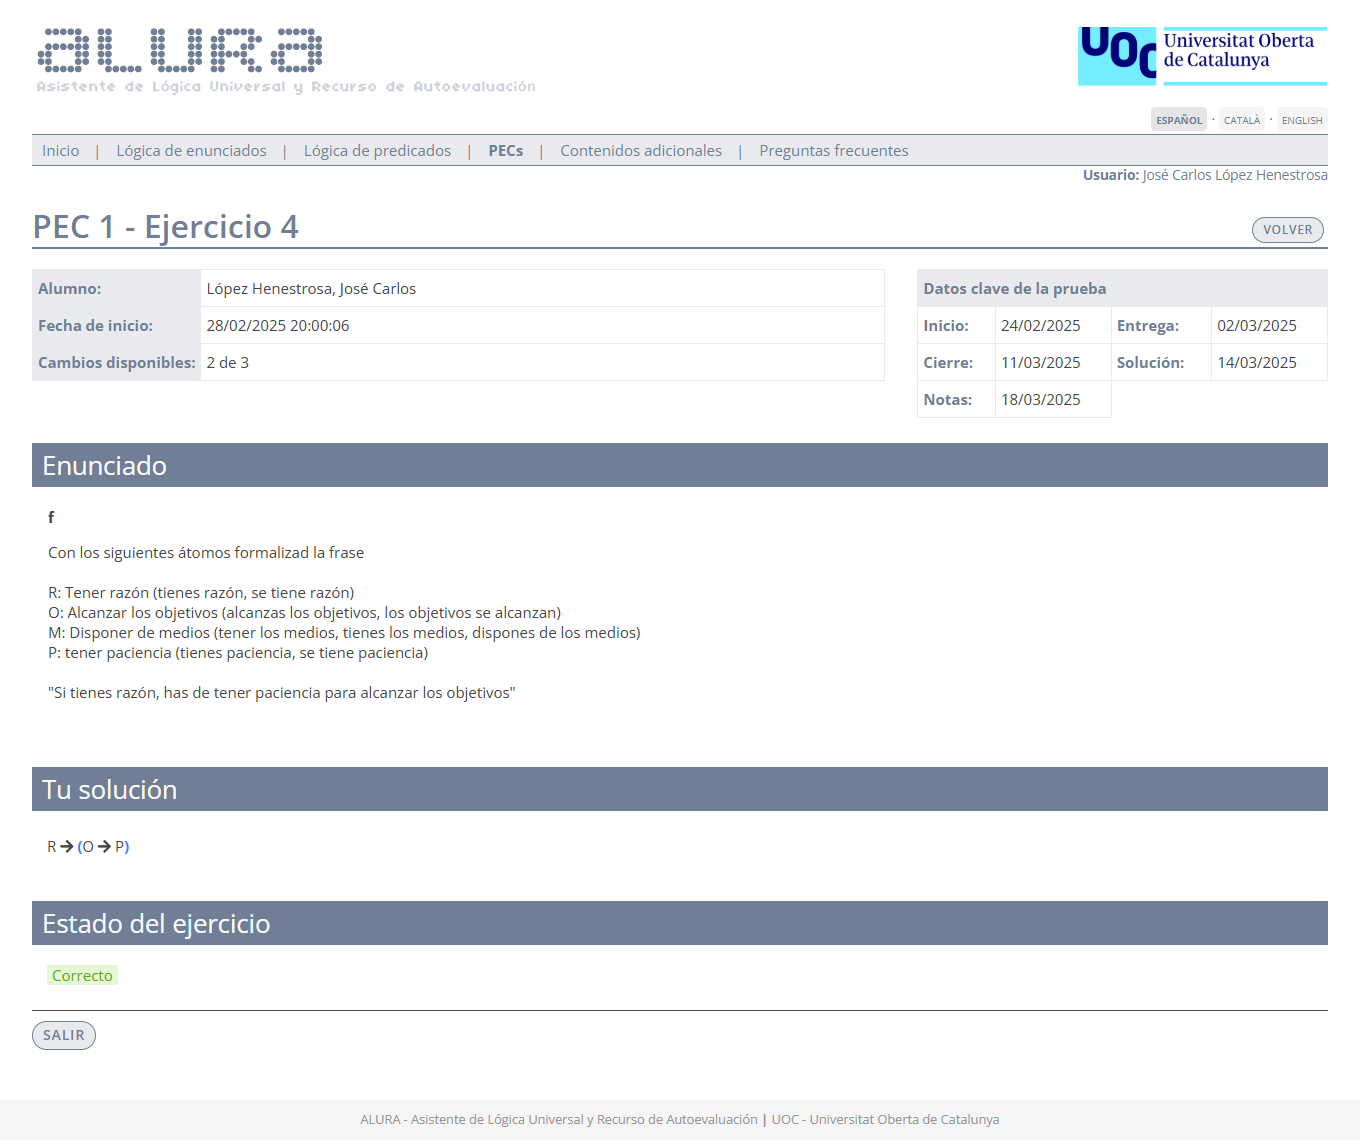 ALURA
Asistente de Lógica Universal y Recurso de Autoevaluación
UOC Universitat Oberta
de Catalunya
ESPAÑOL · CATALÀ · ENGLISH
Inicio | Lógica de enunciados | Lógica de predicados | PECs | Contenidos adicionales | Preguntas frecuentes
Usuario: José Carlos López Henestrosa
PEC 1 - Ejercicio 4
VOLVER
Alumno: López Henestrosa, José Carlos
Fecha de inicio: 28/02/2025 20:00:06
Cambios disponibles: 2 de 3
Datos clave de la prueba
Inicio: 24/02/2025 Entrega: 02/03/2025
Cierre: 11/03/2025 Solución: 14/03/2025
Notas: 18/03/2025
Enunciado
f
Con los siguientes átomos formalizad la frase
R: Tener razón (tienes razón, se tiene razón)
O: Alcanzar los objetivos (alcanzas los objetivos, los objetivos se alcanzan)
M: Disponer de medios (tener los medios, tienes los medios, dispones de los medios)
P: tener paciencia (tienes paciencia, se tiene paciencia)
"Si tienes razón, has de tener paciencia para alcanzar los objetivos"
Tu solución
R → (O → P)
Estado del ejercicio
Correcto
SALIR
ALURA - Asistente de Lógica Universal y Recurso de Autoevaluación | UOC - Universitat Oberta de Catalunya